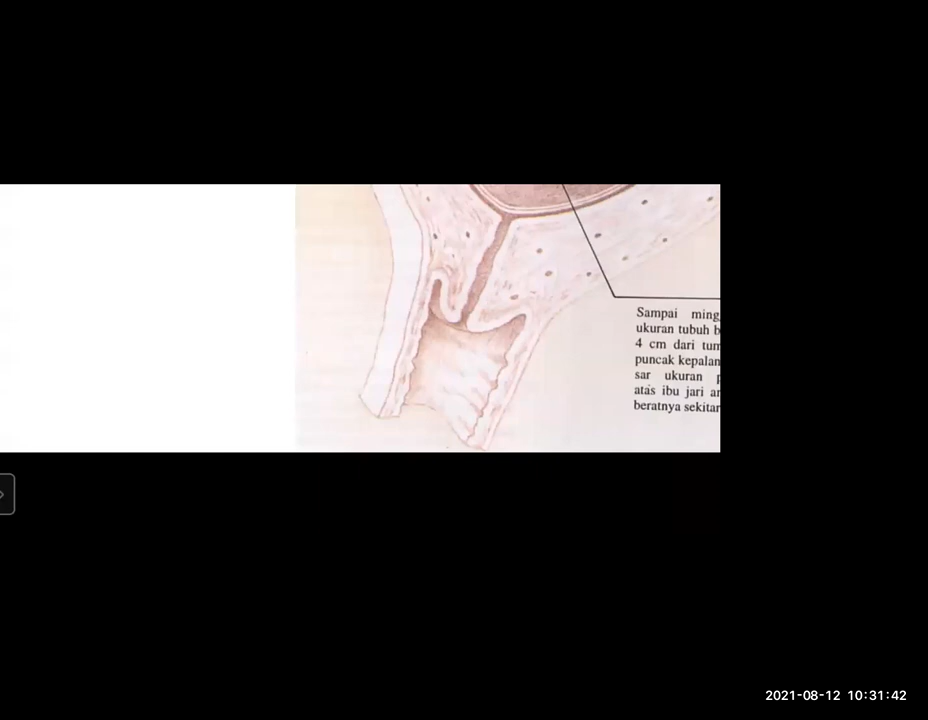 Sampai ming
ukuran tubuh b
4 cm dari tum
puncak kepalan
sar ukuran p
atas ibu jari an
beratnya sekitar
2021-08-12 10:31:42